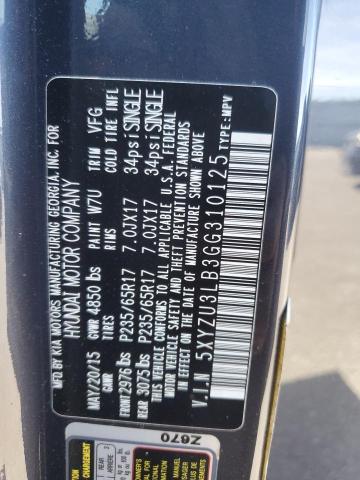 MFD. BY KIA MOTORS MANUFACTURING GEORGIA, INC. FOR
HYUNDAI MOTOR COMPANY
MAY/20/15 PAINT W7U TRIM VFG
GVWR 4850 lbs TIRES RIMS COLD TIRE INFL
FRONT 2976 lbs P235/65R17 7.0JX17 34psi SINGLE
REAR 3075 lbs P235/65R17 7.0JX17 34psi SINGLE
THIS VEHICLE CONFORMS TO ALL APPLICABLE U.S.A. FEDERAL
MOTOR VEHICLE SAFETY AND THEFT PREVENTION STANDARDS
IN EFFECT ON THE DATE OF MANUFACTURE SHOWN ABOVE.
V.I.N 5XYZU3LB3GG310125 TYPE:MPV
Z670
CHARGEMENT
REAR
ARRIERE